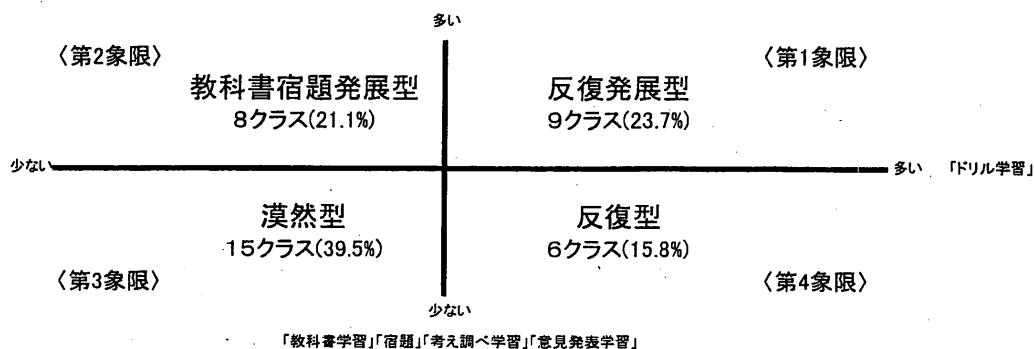 多い
〈第2象限〉
〈第1象限〉
教科書宿題発展型
8クラス(21.1%)
反復発展型
9クラス(23.7%)
少ない
多い
「ドリル学習」
漠然型
15クラス(39.5%)
反復型
6クラス(15.8%)
〈第3象限〉
〈第4象限〉
少ない
「教科書学習」「宿題」「考え調べ学習」「意見発表学習」